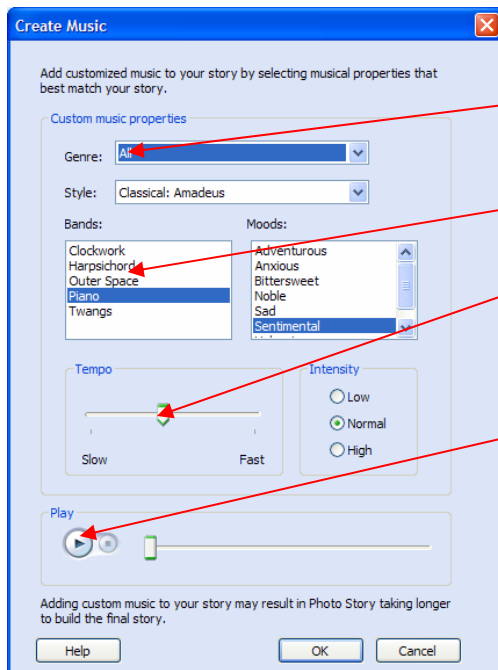 Create Music
Add customized music to your story by selecting musical properties that
best match your story.
Custom music properties
Genre: All
Style: Classical: Amadeus
Bands:
Clockwork
Harpsichord
Outer Space
Piano
Twangs
Moods:
Adventurous
Anxious
Bittersweet
Noble
Sad
Sentimental
Tempo
Slow Fast
Intensity
Low
Normal
High
Play
Adding custom music to your story may result in Photo Story taking longer
to build the final story.
Help OK Cancel